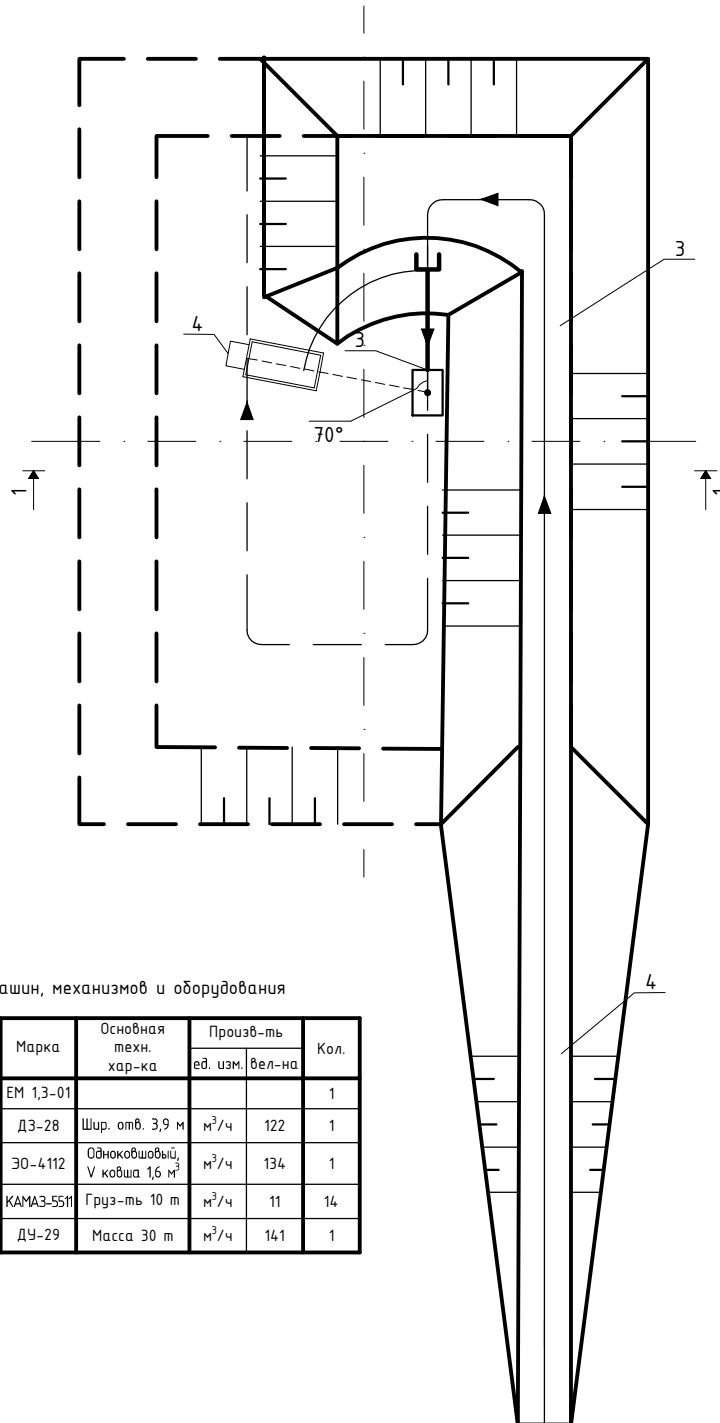 3
4
3
70°
1
1
4
ашин, механизмов и оборудования
Марка Основная техн. хар-ка Произв-ть Кол.
ед. изм. вел-на
ЕМ 1,3-01 1
ДЗ-28 Шир. отв. 3,9 м м³/ч 122 1
ЭО-4112 Одноковшовый, V ковша 1,6 м³ м³/ч 134 1
КАМАЗ-5511 Груз-ть 10 т м³/ч 11 14
ДУ-29 Масса 30 т м³/ч 141 1